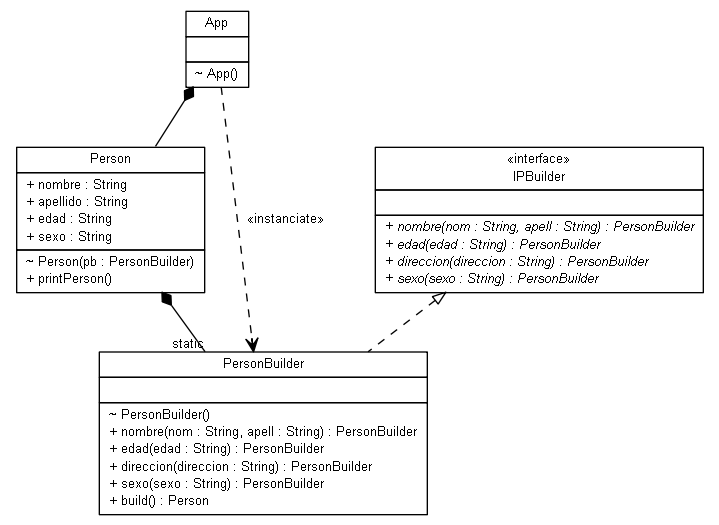 App
~ App()
Person
+ nombre : String
+ apellido : String
+ edad : String
+ sexo : String
~ Person(pb : PersonBuilder)
+ printPerson()
«instanciate»
«interface»
IPBuilder
+ nombre(nom : String, apell : String) : PersonBuilder
+ edad(edad : String) : PersonBuilder
+ direccion(direccion : String) : PersonBuilder
+ sexo(sexo : String) : PersonBuilder
static
PersonBuilder
~ PersonBuilder()
+ nombre(nom : String, apell : String) : PersonBuilder
+ edad(edad : String) : PersonBuilder
+ direccion(direccion : String) : PersonBuilder
+ sexo(sexo : String) : PersonBuilder
+ build() : Person